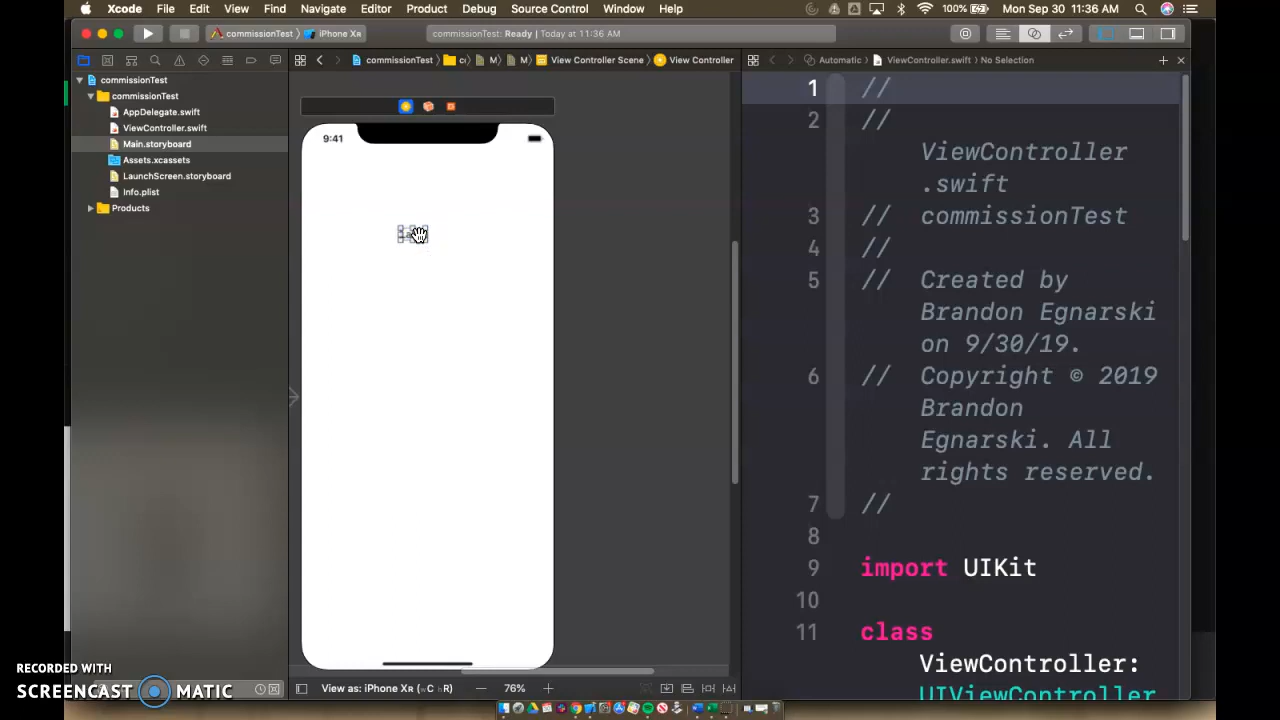 Xcode File Edit View Find Navigate Editor Product Debug Source Control Window Help 100% Mon Sep 30 11:36 AM
commissionTest iPhone XR commissionTest: Ready | Today at 11:36 AM
commissionTest M M View Controller Scene View Controller Automatic ViewController.swift No Selection
commissionTest
commissionTest
AppDelegate.swift
ViewController.swift
Main.storyboard
Assets.xcassets
LaunchScreen.storyboard
Info.plist
Products
9:41
1 //
2 //
ViewController
.swift
3 // commissionTest
4 //
5 // Created by
Brandon Egnarski
on 9/30/19.
6 // Copyright © 2019
Brandon
Egnarski. All
rights reserved.
7 //
8
9 import UIKit
10
11 class
ViewController:
UIViewController
View as: iPhone XR (wC hR) 76%
RECORDED WITH
SCREENCAST MATIC